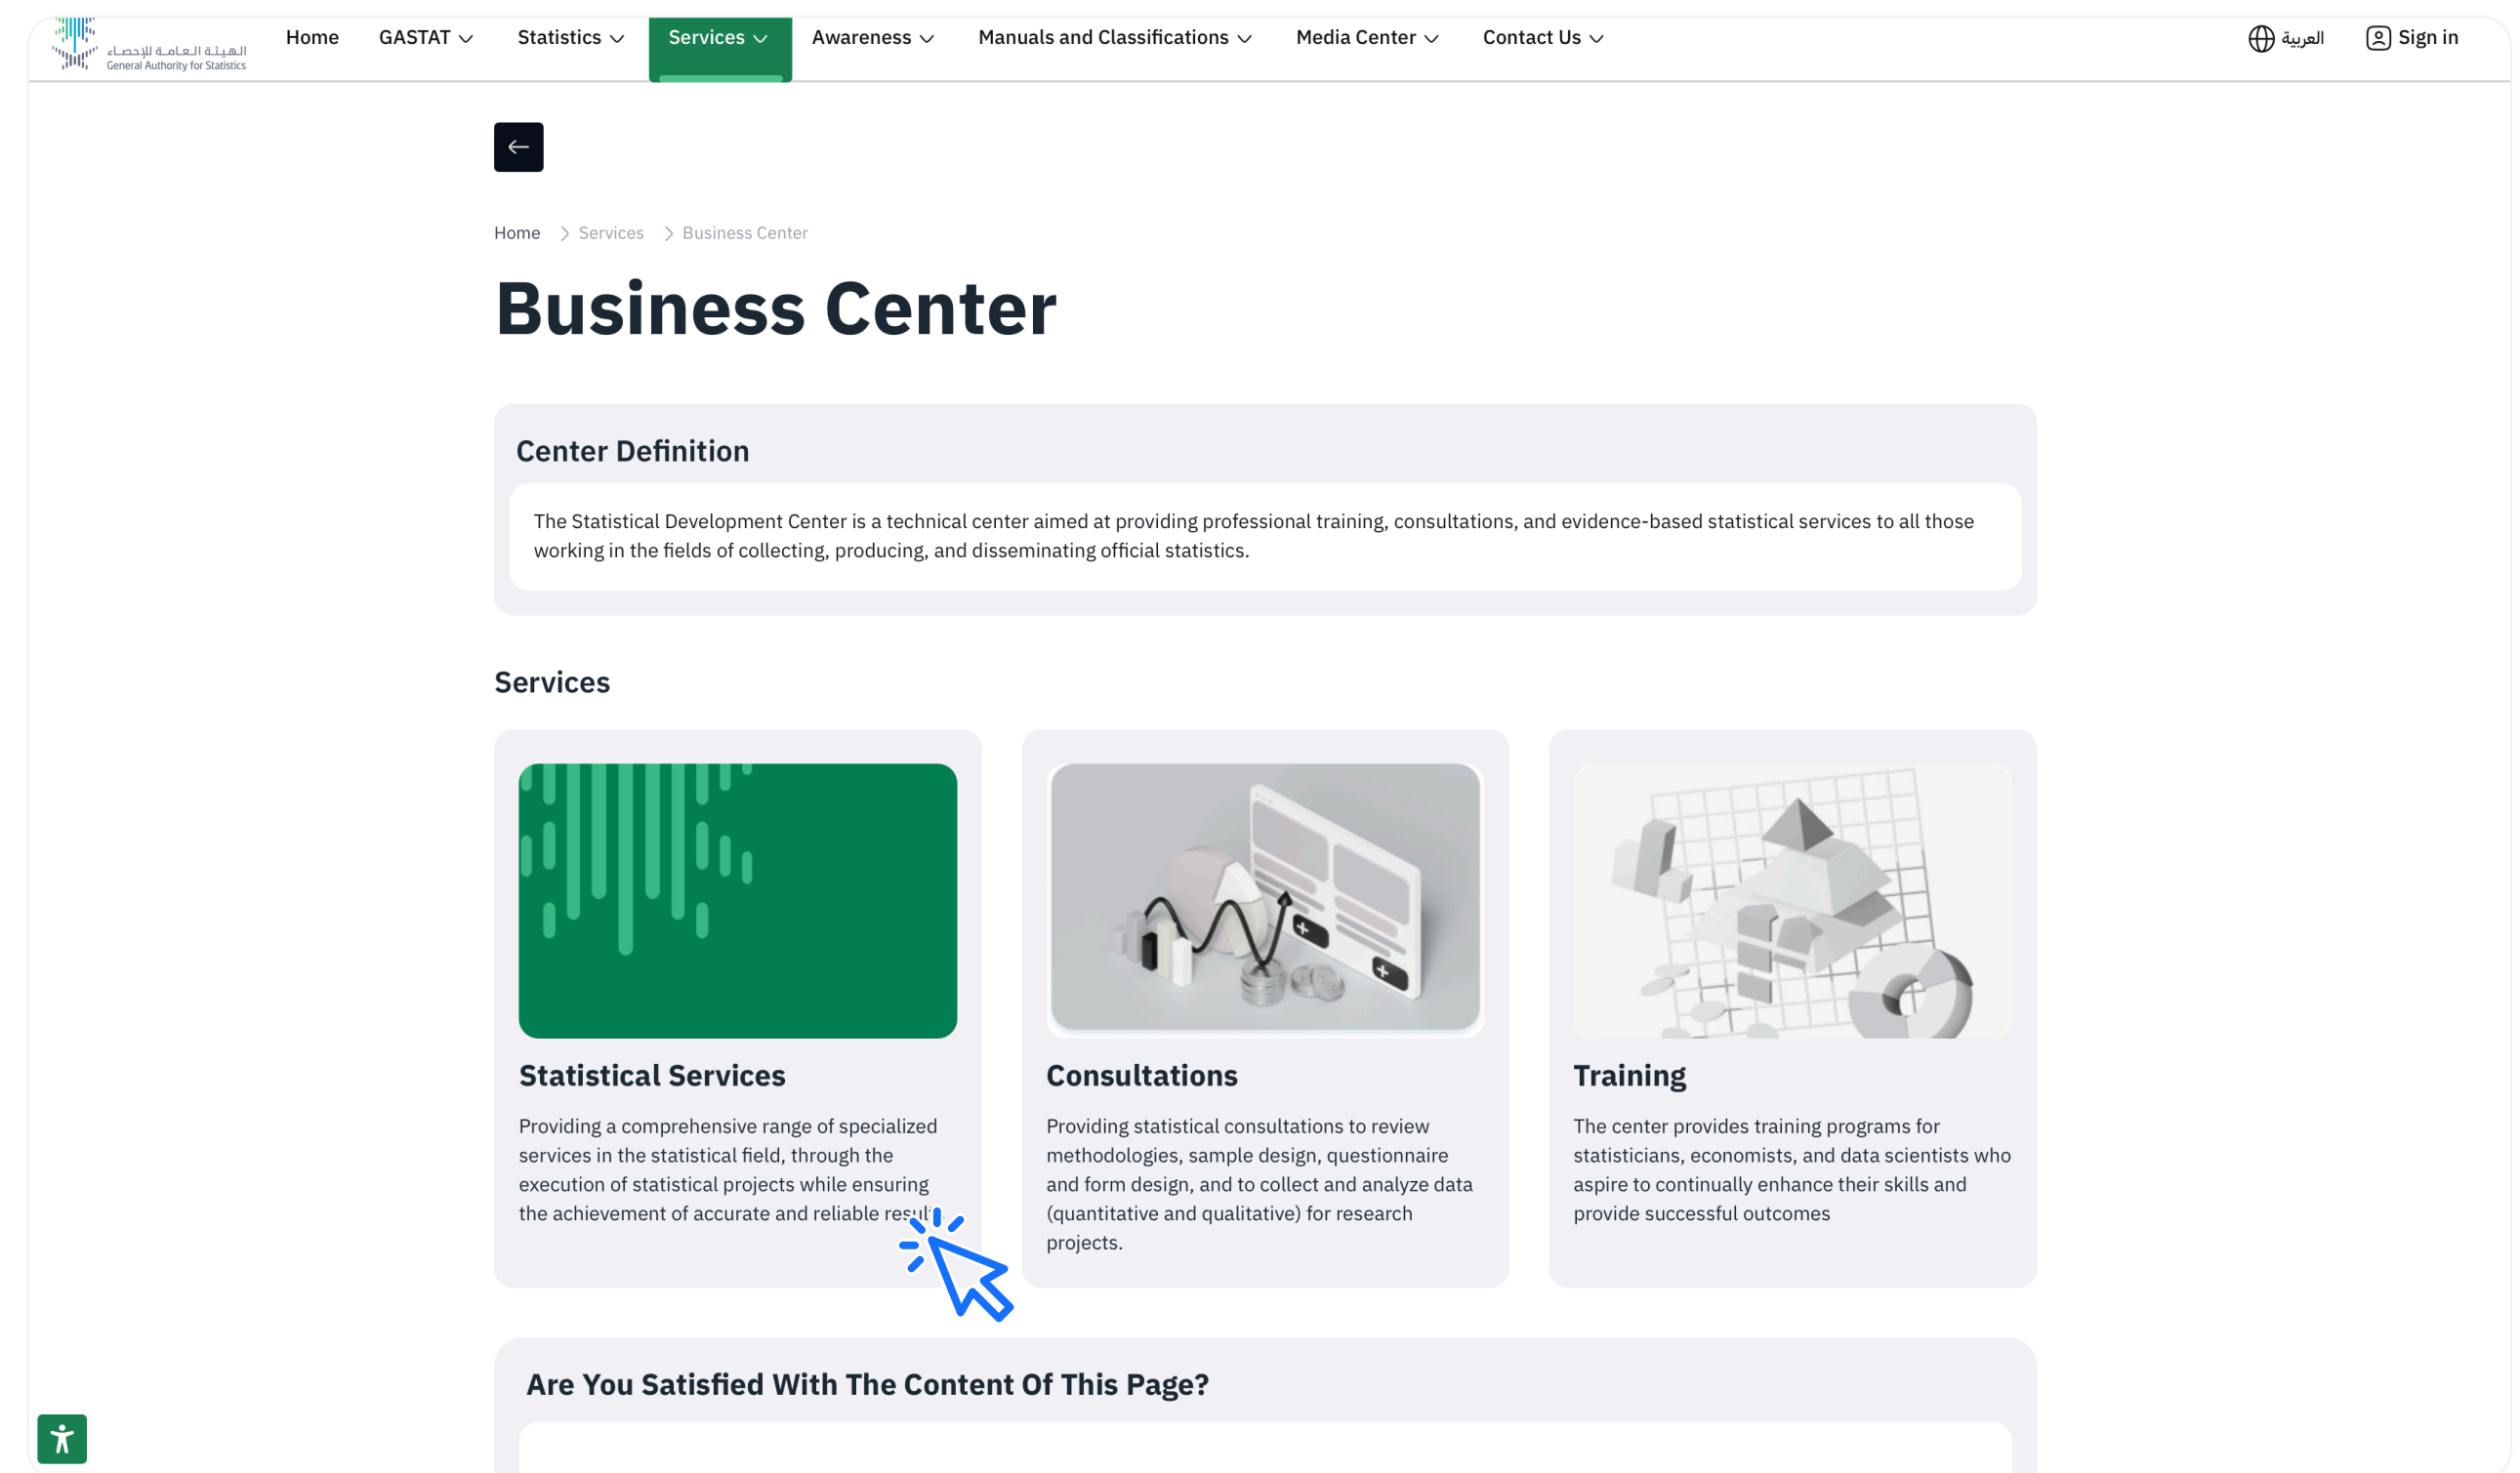 الهيئة العامة للإحصاء
General Authority for Statistics
Home
GASTAT
Statistics
Services
Awareness
Manuals and Classifications
Media Center
Contact Us
العربية
Sign in
Home
Services
Business Center
Business Center
Center Definition
The Statistical Development Center is a technical center aimed at providing professional training, consultations, and evidence-based statistical services to all those
working in the fields of collecting, producing, and disseminating official statistics.
Services
Statistical Services
Providing a comprehensive range of specialized
services in the statistical field, through the
execution of statistical projects while ensuring
the achievement of accurate and reliable
Consultations
Providing statistical consultations to review
methodologies, sample design, questionnaire
and form design, and to collect and analyze data
(quantitative and qualitative) for research
projects.
Training
The center provides training programs for
statisticians, economists, and data scientists who
aspire to continually enhance their skills and
provide successful outcomes
Are You Satisfied With The Content Of This Page?